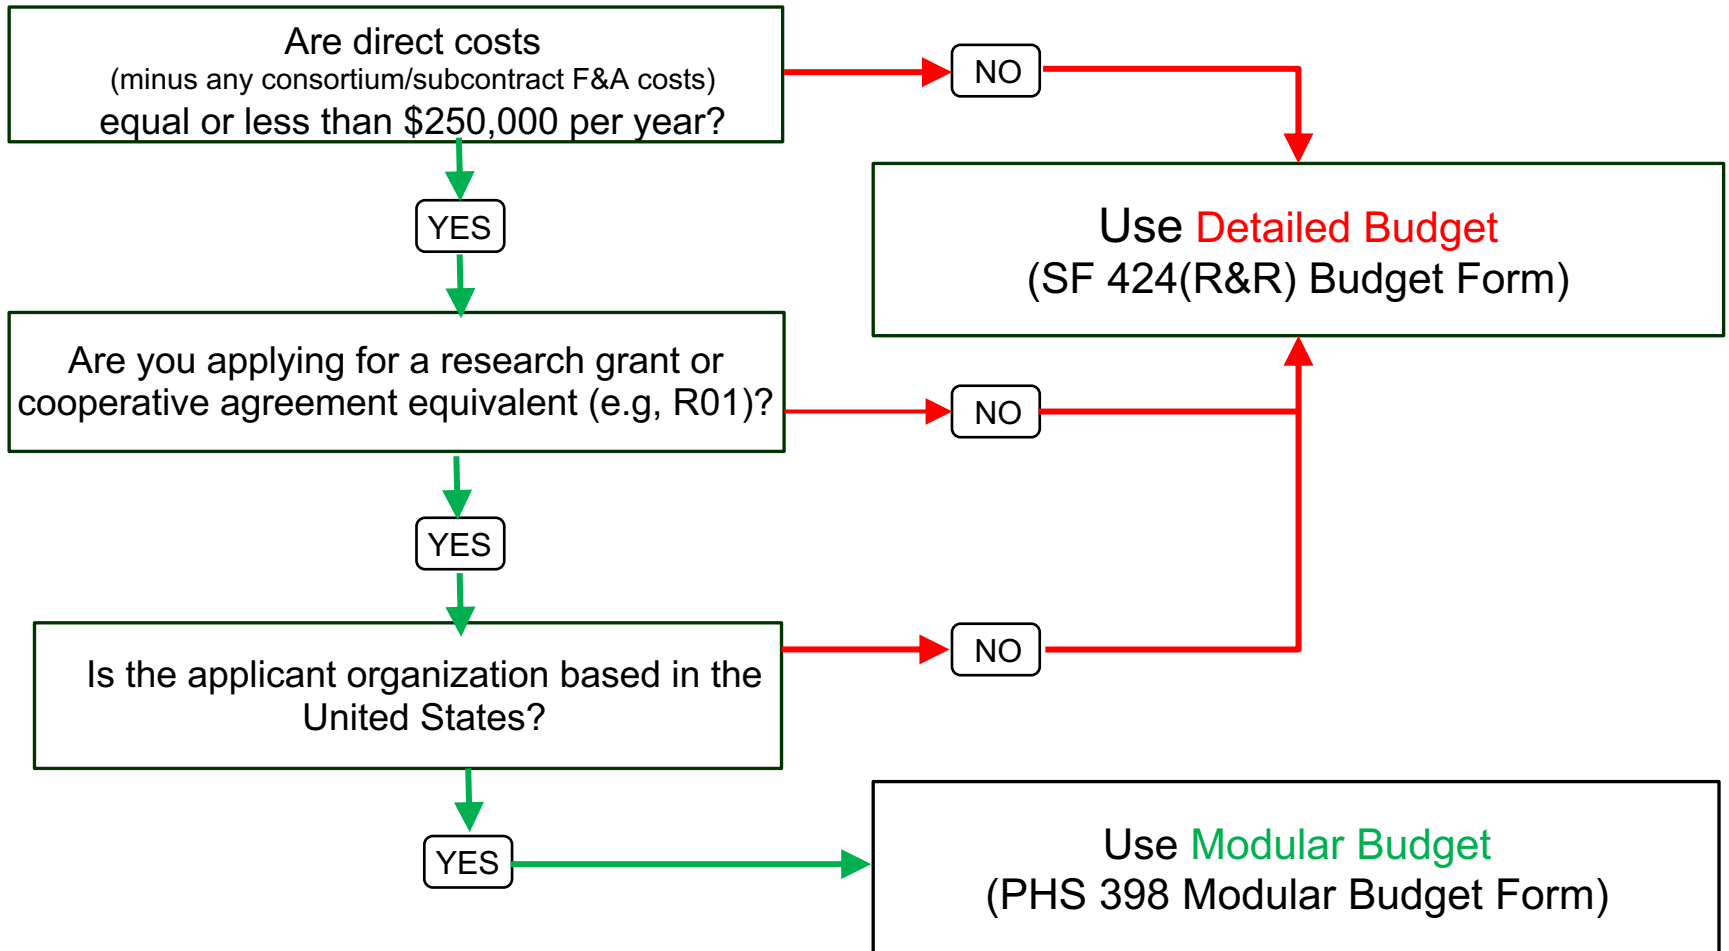 Are direct costs
(minus any consortium/subcontract F&A costs)
equal or less than $250,000 per year?
NO
YES
Use Detailed Budget
(SF 424(R&R) Budget Form)
Are you applying for a research grant or
cooperative agreement equivalent (e.g, R01)?
NO
YES
Is the applicant organization based in the
United States?
NO
YES
Use Modular Budget
(PHS 398 Modular Budget Form)